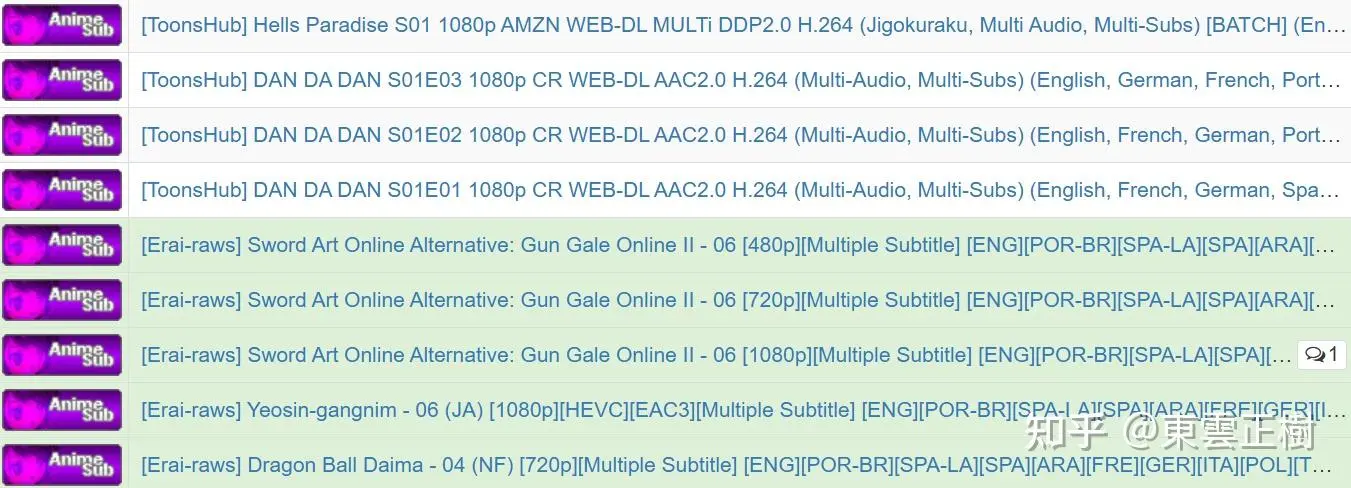 Anime Sub [ToonsHub] Hells Paradise S01 1080p AMZN WEB-DL MULTi DDP2.0 H.264 (Jigokuraku, Multi Audio, Multi-Subs) [BATCH] (En...
Anime Sub [ToonsHub] DAN DA DAN S01E03 1080p CR WEB-DL AAC2.0 H.264 (Multi-Audio, Multi-Subs) (English, German, French, Port...
Anime Sub [ToonsHub] DAN DA DAN S01E02 1080p CR WEB-DL AAC2.0 H.264 (Multi-Audio, Multi-Subs) (English, French, German, Port...
Anime Sub [ToonsHub] DAN DA DAN S01E01 1080p CR WEB-DL AAC2.0 H.264 (Multi-Audio, Multi-Subs) (English, French, German, Spa...
Anime Sub [Erai-raws] Sword Art Online Alternative: Gun Gale Online II - 06 [480p][Multiple Subtitle] [ENG][POR-BR][SPA-LA][SPA][ARA][...
Anime Sub [Erai-raws] Sword Art Online Alternative: Gun Gale Online II - 06 [720p][Multiple Subtitle] [ENG][POR-BR][SPA-LA][SPA][ARA][...
Anime Sub [Erai-raws] Sword Art Online Alternative: Gun Gale Online II - 06 [1080p][Multiple Subtitle] [ENG][POR-BR][SPA-LA][SPA][... 1
Anime Sub [Erai-raws] Yeosin-gangnim - 06 (JA) [1080p][HEVC][EAC3][Multiple Subtitle] [ENG][POR-BR][SPA-LA][SPA][ARA][FRE][GER][I...
知乎 @東雲正樹
Anime Sub [Erai-raws] Dragon Ball Daima - 04 (NF) [720p][Multiple Subtitle] [ENG][POR-BR][SPA-LA][SPA][ARA][FRE][GER][ITA][POL][T...